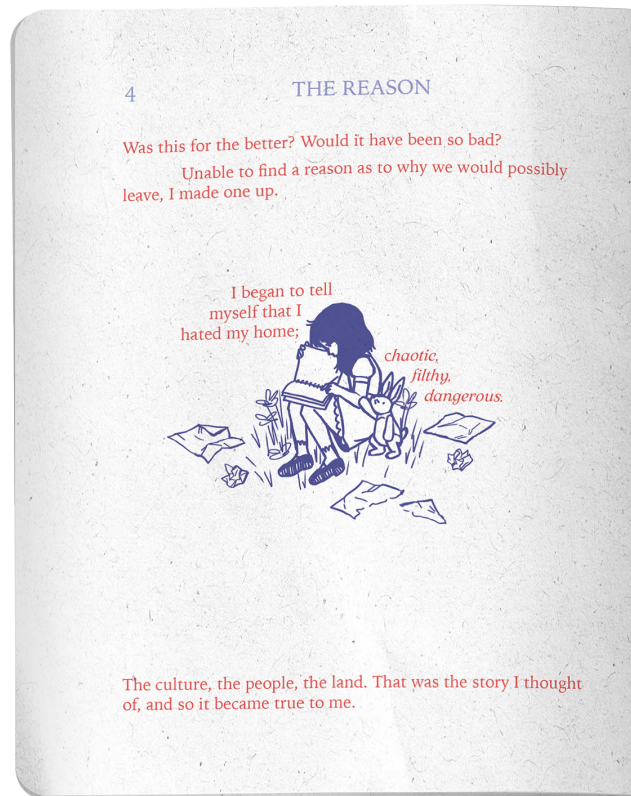 4
THE REASON
Was this for the better? Would it have been so bad?
Unable to find a reason as to why we would possibly
leave, I made one up.
I began to tell
myself that I
hated my home;
chaotic,
filthy,
dangerous.
The culture, the people, the land. That was the story I thought
of, and so it became true to me.